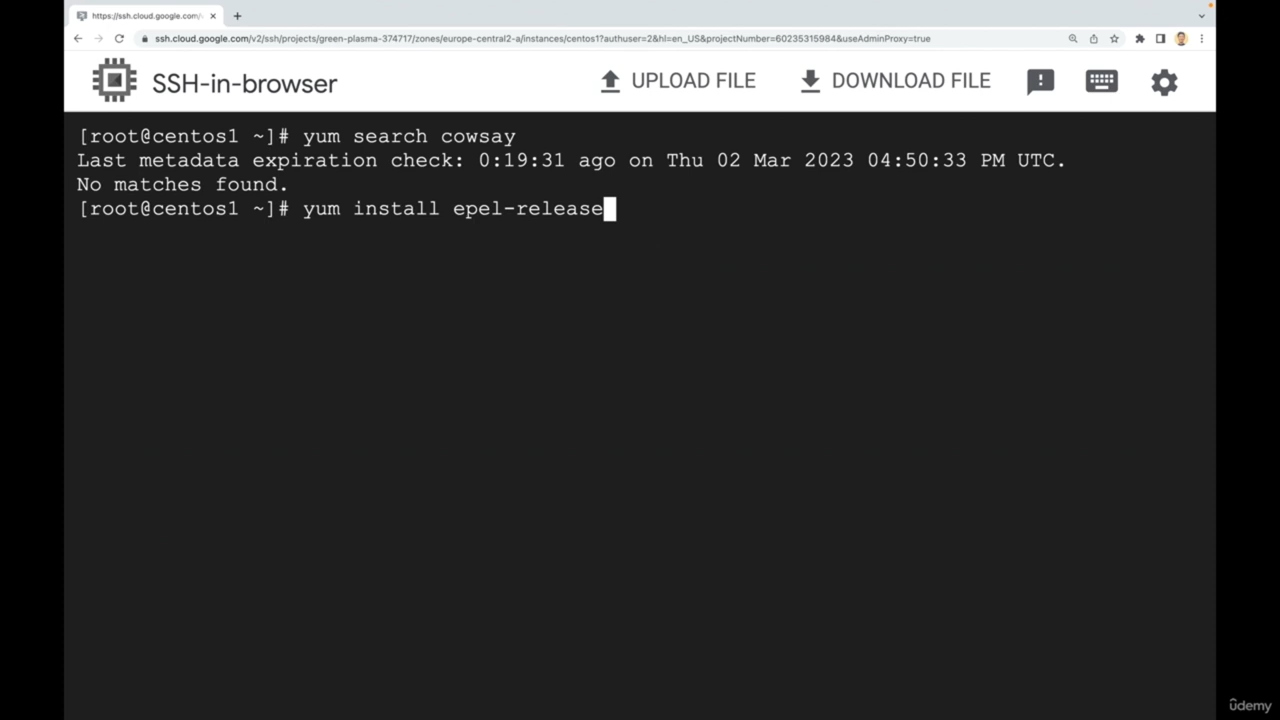 https://ssh.cloud.google.com/v
ssh.cloud.google.com/v2/ssh/projects/green-plasma-374717/zones/europe-central2-a/instances/centos1?authuser=2&hl=en_US&projectNumber=60235315984&useAdminProxy=true
SSH-in-browser
UPLOAD FILE
DOWNLOAD FILE
[root@centos1 ~]# yum search cowsay
Last metadata expiration check: 0:19:31 ago on Thu 02 Mar 2023 04:50:33 PM UTC.
No matches found.
[root@centos1 ~]# yum install epel-release
ûdemy